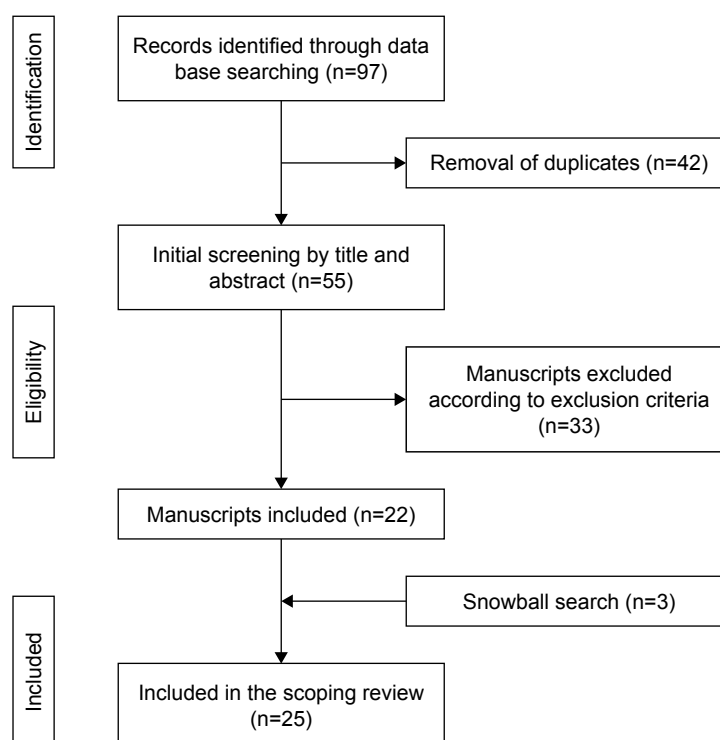 Identification
Records identified through data
base searching (n=97)
Removal of duplicates (n=42)
Initial screening by title and
abstract (n=55)
Eligibility
Manuscripts excluded
according to exclusion criteria
(n=33)
Manuscripts included (n=22)
Snowball search (n=3)
Included
Included in the scoping review
(n=25)